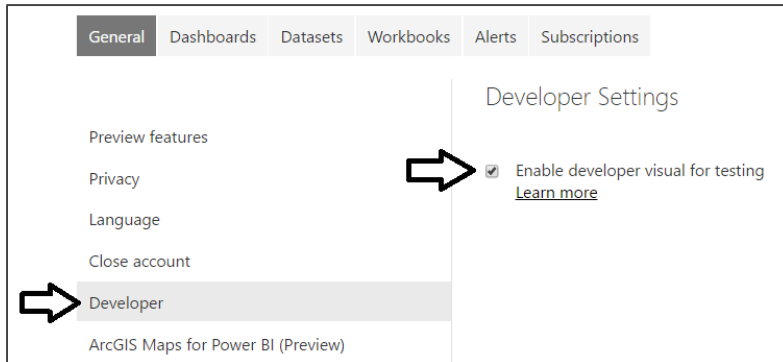 General Dashboards Datasets Workbooks Alerts Subscriptions
Developer Settings
Preview features
Enable developer visual for testing
Privacy
Learn more
Language
Close account
Developer
ArcGIS Maps for Power BI (Preview)